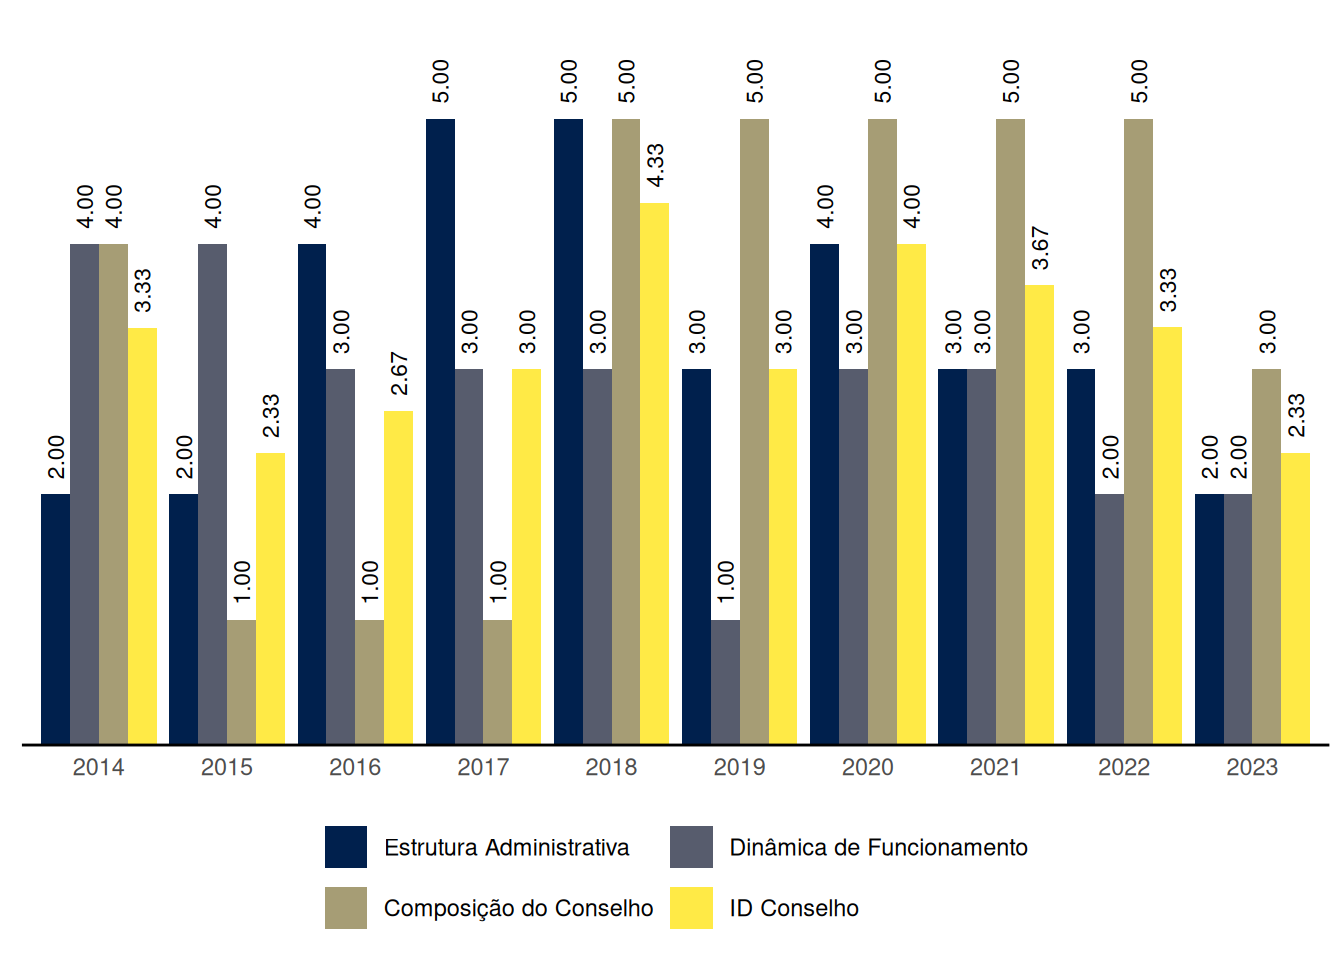 5.00 5.00 5.00 5.00 5.00 5.00 5.00
4.33
4.00 4.00 4.00 4.00 4.00 4.00
3.67
3.33 3.33
3.00 3.00 3.00 3.00 3.00 3.00 3.00 3.00 3.00 3.00 3.00
2.67
2.33 2.33
2.00 2.00 2.00 2.00 2.00
1.00 1.00 1.00 1.00
2014 2015 2016 2017 2018 2019 2020 2021 2022 2023
Estrutura Administrativa Dinâmica de Funcionamento
Composição do Conselho ID Conselho